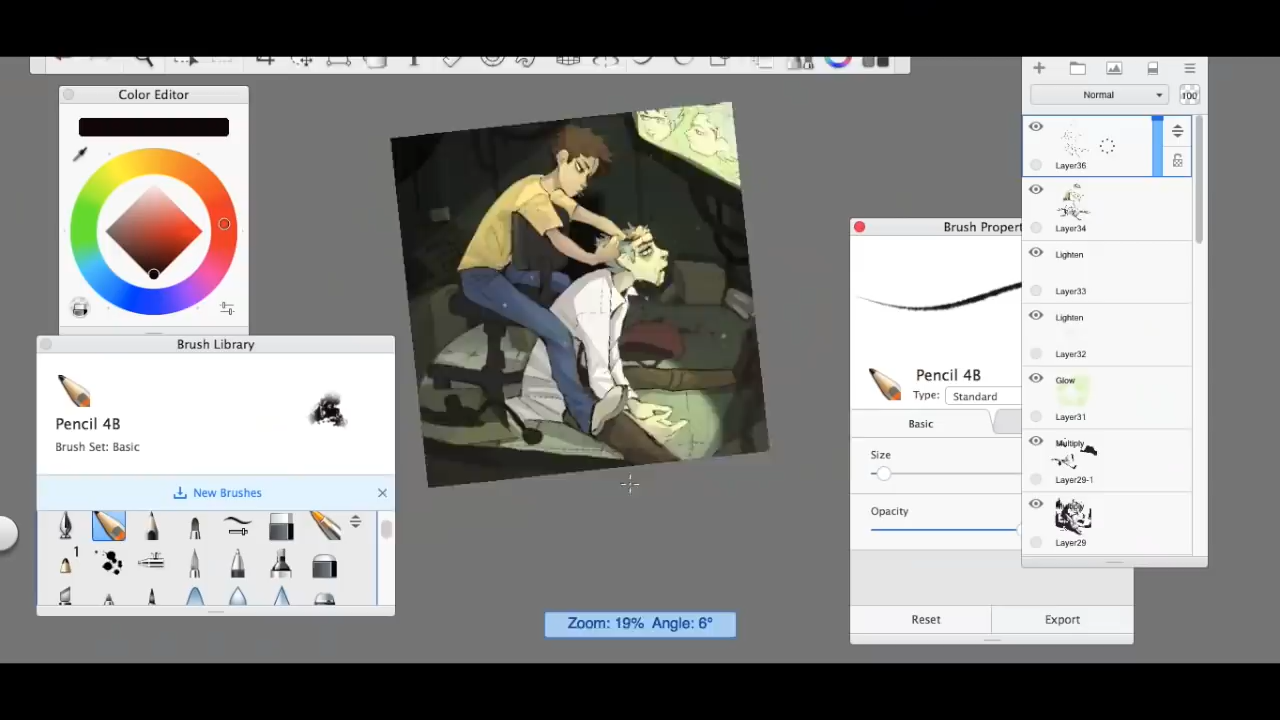 Color Editor
Brush Library
Pencil 4B
Brush Set: Basic
New Brushes
1
Zoom: 19% Angle: 6°
Brush Propert
Pencil 4B
Type: Standard
Basic
Size
Opacity
Reset
Export
Normal
100
Layer36
Layer34
Lighten
Layer33
Lighten
Layer32
Glow
Layer31
Multiply
Layer29-1
Layer29